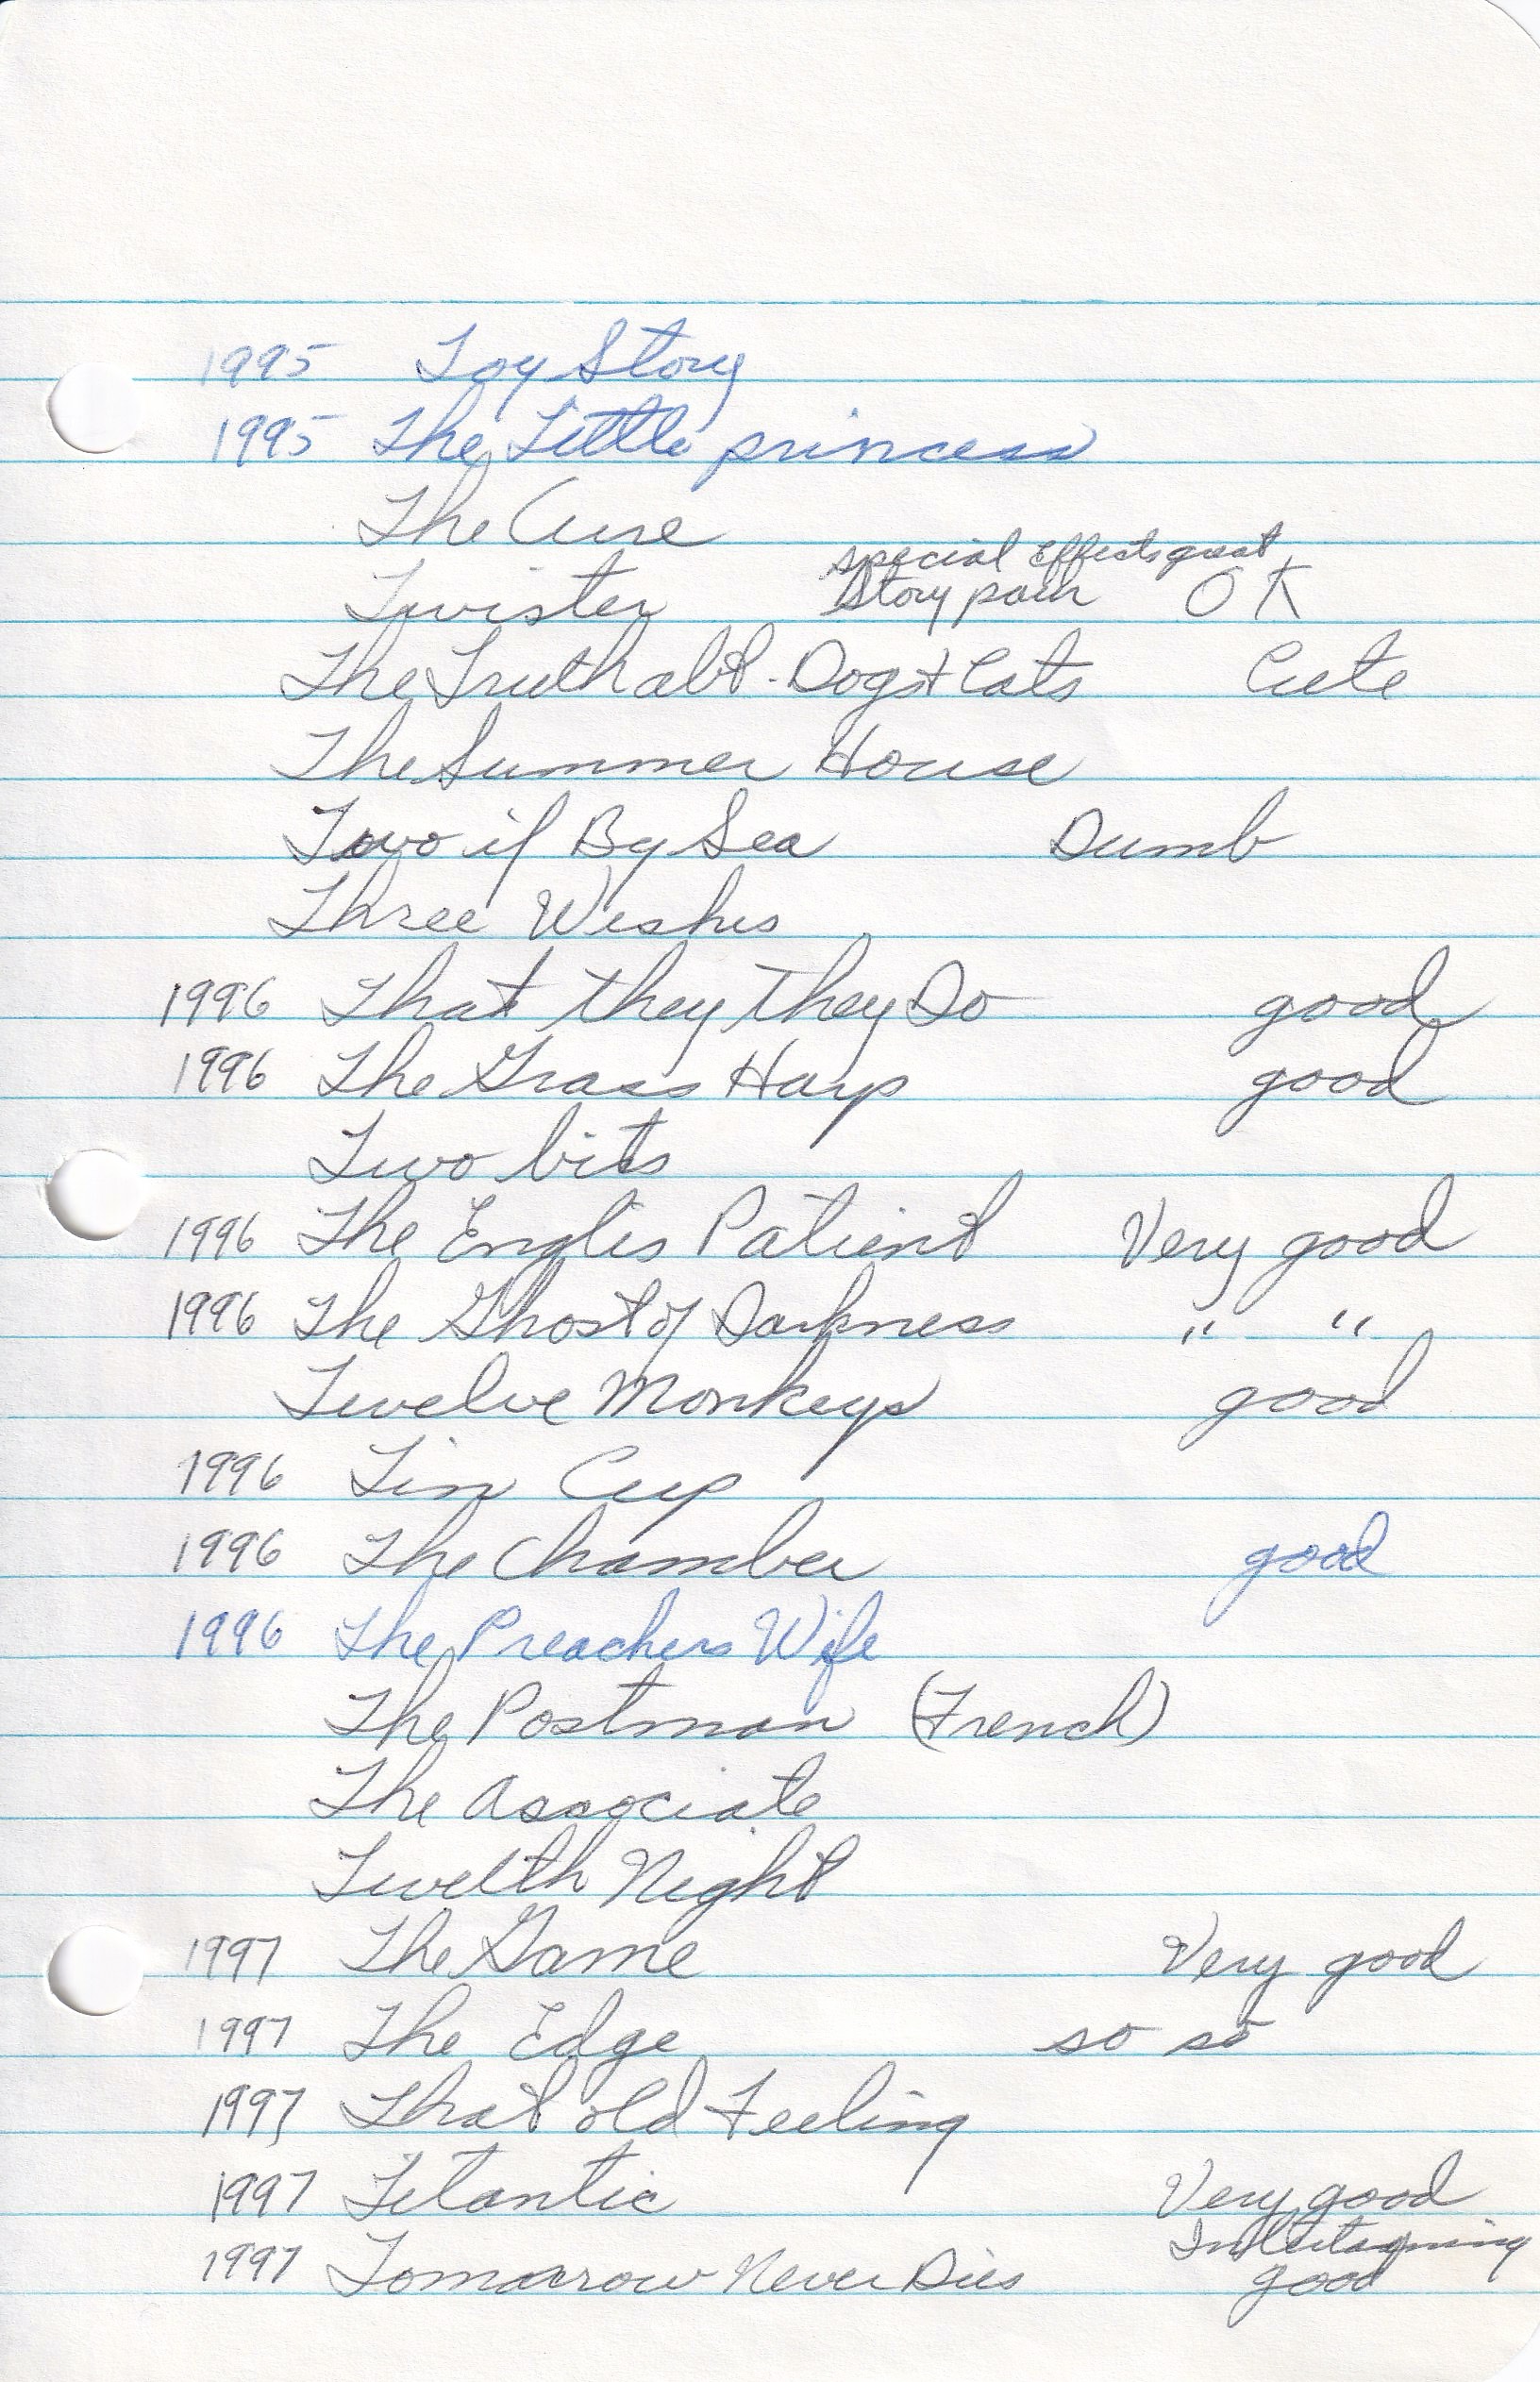 1995 Toy Story
1995 The Little princess
The Cure
special Effects great
Twister Story OK
The Truth abt. Dogs + Cats Cute
The Summer House
Two if By Sea Dumb
Three Wishes
1996 That they they Do good
1996 The Grass Harp good
Two bits
1996 The Englis Patient Very good
1996 The Ghost of Darkness " "
Twelve Monkeys good
1996 Tin Cup
1996 The Chamber good
1996 The Preachers Wife
The Postman (French)
The Associate
Twelth Night
1997 The Game Very good
1997 The Edge so so
1997 That old Feeling
1997 Titantic Very good
1997 Tomorrow Never Dies good